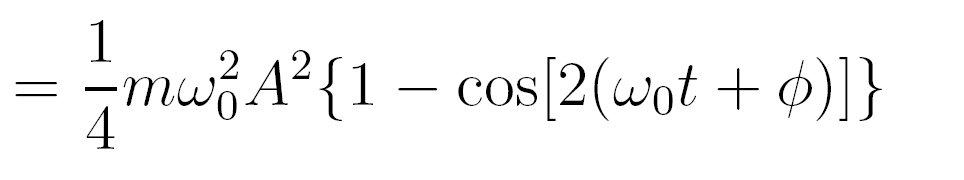 = \frac{1}{4} m\omega_0^2 A^2 \{1 - \cos[2(\omega_0 t + \phi)]\}